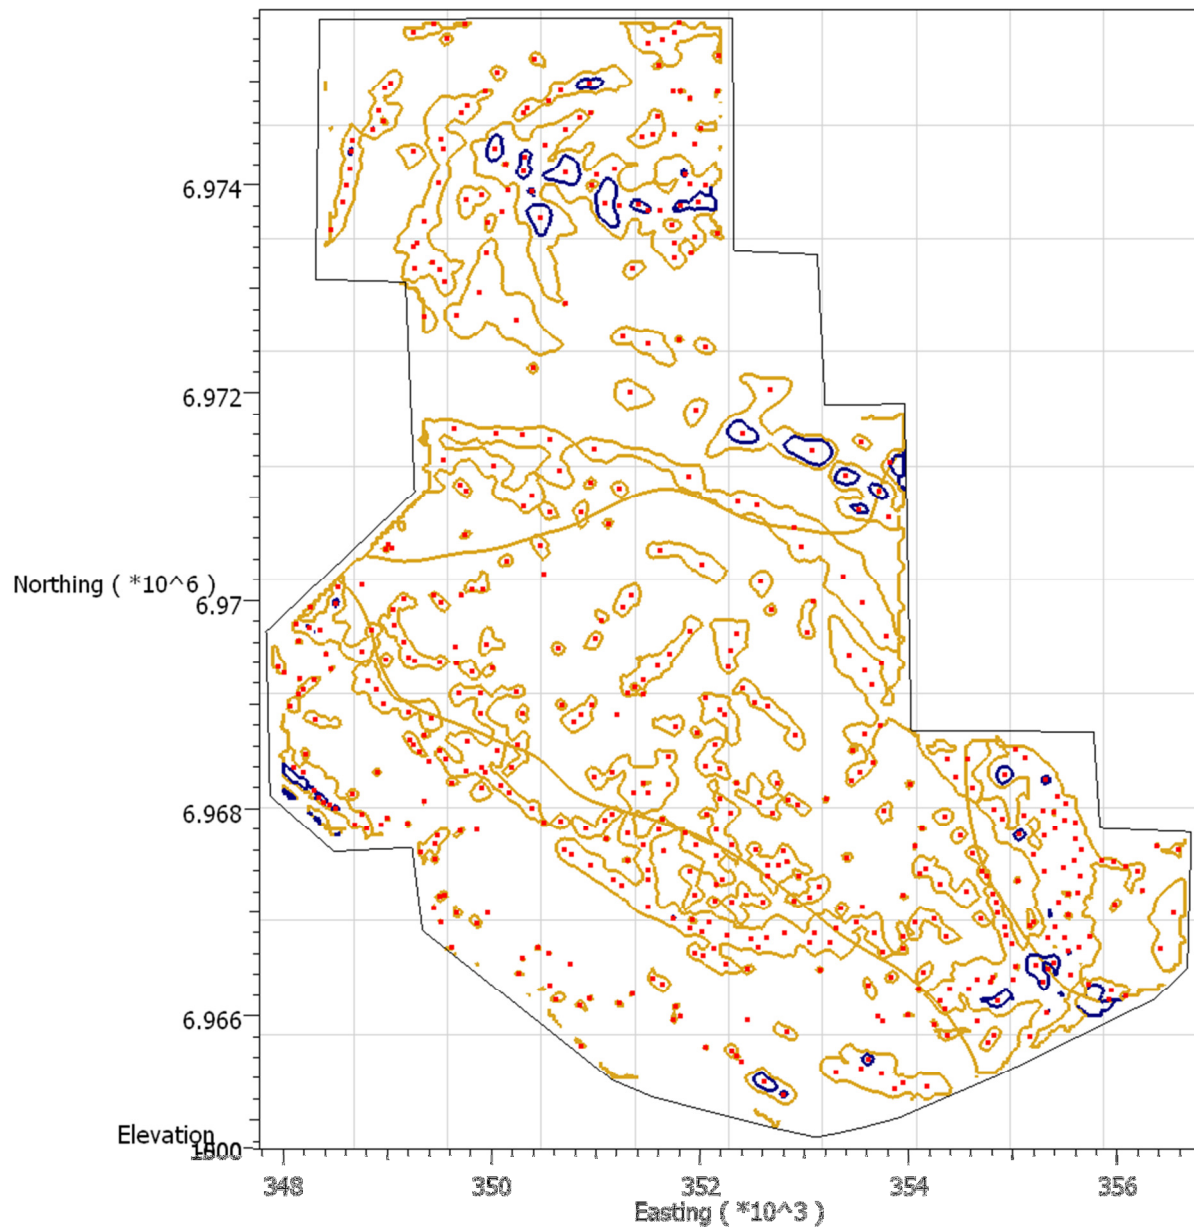 6.974
6.972
Northing ( *10^6 )
6.97
6.968
6.966
Elevation
348 350 352 354 356
Easting ( *10^3 )